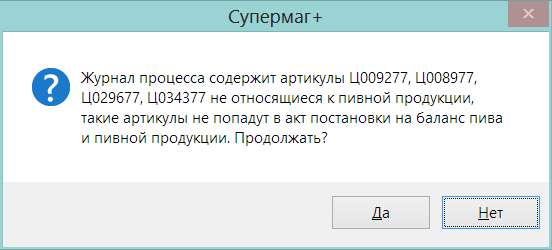 Супермаг+
Журнал процесса содержит артикулы Ц009277, Ц008977,
Ц029677, Ц034377 не относящиеся к пивной продукции,
такие артикулы не попадут в акт постановки на баланс пива
и пивной продукции. Продолжать?
Да
Нет